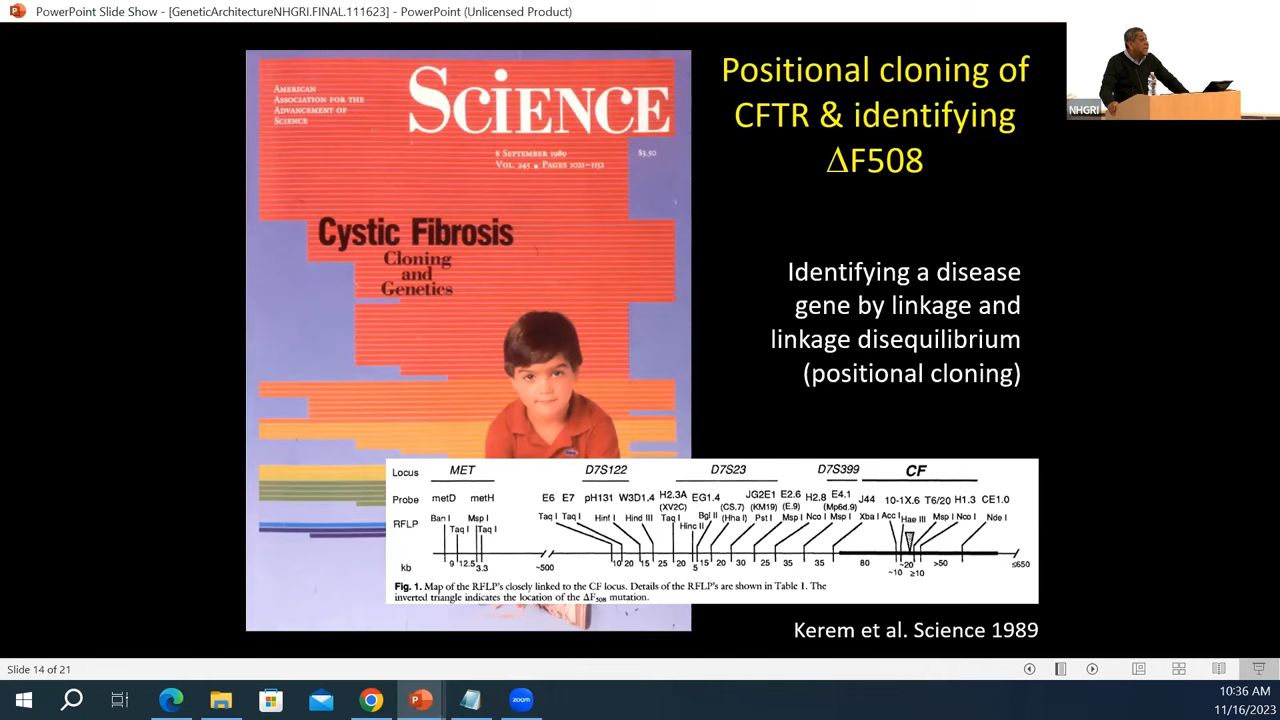 PowerPoint Slide Show - [GeneticArchitectureNHGRI.FINAL.111623] - PowerPoint (Unlicensed Product)
AMERICAN
ASSOCIATION FOR THE
ADVANCEMENT OF
SCIENCE
SCIENCE
8 SEPTEMBER 1989
VOL. 245 ▪ PAGES 1021–1152
$3.50
Cystic Fibrosis
Cloning
and
Genetics
Positional cloning of
CFTR & identifying
ΔF508
NHGRI
Identifying a disease
gene by linkage and
linkage disequilibrium
(positional cloning)
Locus MET D7S122 D7S23 D7S399 CF
Probe metD metH E6 E7 pH131 W3D1.4 H2.3A EG1.4 JG2E1 E2.6 H2.8 E4.1 J44 10-1X.6 T6/20 H1.3 CE1.0
(XV2C) (CS.7) (KM19) (E.9) (Mp6d.9)
RFLP Ban I Msp I Taq I Taq I Hinf I Hind III Taq I Bgl II (Hha I) Pst I Msp I Nco I Msp I Xba I Acc I Hae III Msp I Nco I Nde I
Taq I Taq I Hinc II
kb 9 12.5 3.3 ~500 10 20 15 25 20 5 15 20 30 25 35 35 80 ~10 ~20 ≥10 >50 ≤650
Fig. 1. Map of the RFLP's closely linked to the CF locus. Details of the RFLP's are shown in Table 1. The
inverted triangle indicates the location of the ΔF508 mutation.
Kerem et al. Science 1989
Slide 14 of 21
zoom
10:36 AM
11/16/2023